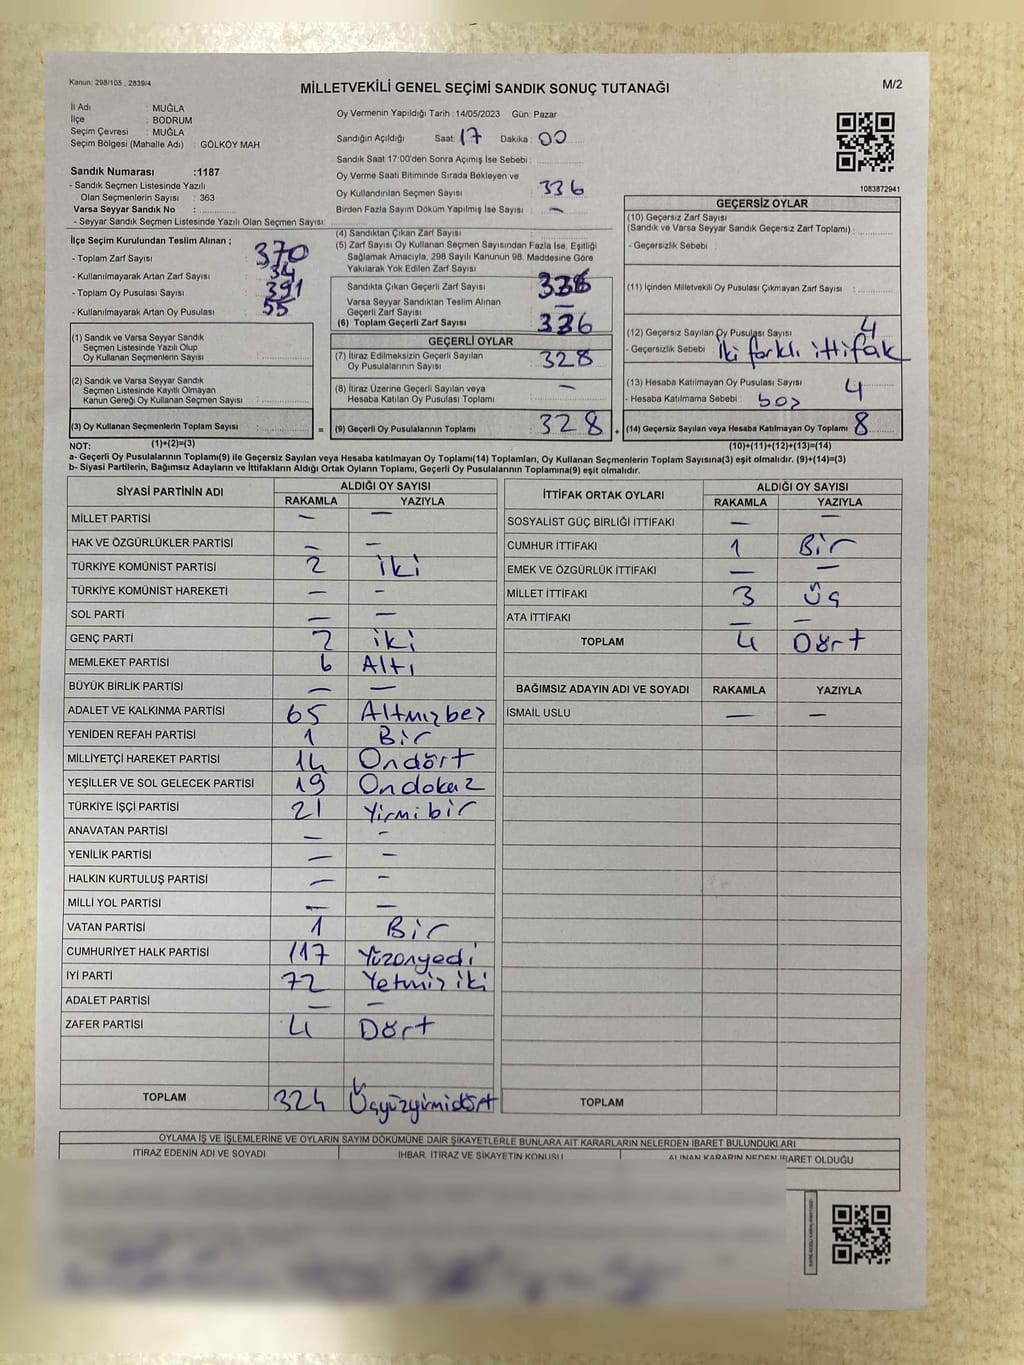 Kanun: 298/105 , 2839/4
MİLLETVEKİLİ GENEL SEÇİMİ SANDIK SONUÇ TUTANAĞI
M/2
İl Adı : MUĞLA
İlçe : BODRUM
Seçim Çevresi : MUĞLA
Seçim Bölgesi (Mahalle Adı) GÖLKÖY MAH.
Oy Vermenin Yapıldığı Tarih : 14/05/2023 Gün: Pazar
Sandığın Açıldığı Saat: 17 Dakika: 00
Sandık Saat 17:00'den Sonra Açımış İse Sebebi :
Sandık Numarası :1187
- Sandık Seçmen Listesinde Yazılı
Olan Seçmenlerin Sayısı : 363
Varsa Seyyar Sandık No :
- Seyyar Sandık Seçmen Listesinde Yazılı Olan Seçmen Sayısı:
Oy Verme Saati Bitiminde Sırada Bekleyen ve
Oy Kullandırılan Seçmen Sayısı 336
Birden Fazla Sayım Döküm Yapılmış İse Sayısı : —
1083872941
İlçe Seçim Kurulundan Teslim Alınan ;
- Toplam Zarf Sayısı : 370
- Kullanılmayarak Artan Zarf Sayısı : 34
- Toplam Oy Pusulası Sayısı : 391
- Kullanılmayarak Artan Oy Pusulası : 55
(4) Sandıktan Çıkan Zarf Sayısı :
(5) Zarf Sayısı Oy Kullanan Seçmen Sayısından Fazla İse, Eşitliği
Sağlamak Amacıyla, 298 Sayılı Kanunun 98. Maddesine Göre
Yakılarak Yok Edilen Zarf Sayısı
Sandıkta Çıkan Geçerli Zarf Sayısı 336
Varsa Seyyar Sandıktan Teslim Alınan
Geçerli Zarf Sayısı —
(6) Toplam Geçerli Zarf Sayısı 336
GEÇERSİZ OYLAR
(10) Geçersiz Zarf Sayısı
(Sandık ve Varsa Seyyar Sandık Geçersiz Zarf Toplamı) :
- Geçersizlik Sebebi :
(11) İçinden Milletvekili Oy Pusulası Çıkmayan Zarf Sayısı :
(12) Geçersiz Sayılan Oy Pusulası Sayısı 4
- Geçersizlik Sebebi : İki farklı ittifak
(13) Hesaba Katılmayan Oy Pusulası Sayısı 4
- Hesaba Katılmama Sebebi : boş
(14) Geçersiz Sayılan veya Hesaba Katılmayan Oy Toplamı 8
(10)+(11)+(12)+(13)=(14)
(1) Sandık ve Varsa Seyyar Sandık
Seçmen Listesinde Yazılı Olup
Oy Kullanan Seçmenlerin Sayısı :
(2) Sandık ve Varsa Seyyar Sandık
Seçmen Listesinde Kayıtlı Olmayan
Kanun Gereği Oy Kullanan Seçmen Sayısı :
(3) Oy Kullanan Seçmenlerin Toplam Sayısı : =
(1)+(2)=(3)
GEÇERLİ OYLAR
(7) İtiraz Edilmeksizin Geçerli Sayılan
Oy Pusulalarının Sayısı 328
(8) İtiraz Üzerine Geçerli Sayılan veya
Hesaba Katılan Oy Pusulası Toplamı —
(9) Geçerli Oy Pusulalarının Toplamı 328 +
NOT:
a- Geçerli Oy Pusulalarının Toplamı(9) ile Geçersiz Sayılan veya Hesaba katılmayan Oy Toplamı(14) Toplamları, Oy Kullanan Seçmenlerin Toplam Sayısına(3) eşit olmalıdır. (9)+(14)=(3)
b- Siyasi Partilerin, Bağımsız Adayların ve İttifakların Aldığı Ortak Oyların Toplamı, Geçerli Oy Pusulalarının Toplamına(9) eşit olmalıdır.
SİYASİ PARTİNİN ADI ALDIĞI OY SAYISI
RAKAMLA YAZIYLA
MİLLET PARTİSİ — —
HAK VE ÖZGÜRLÜKLER PARTİSİ — —
TÜRKİYE KOMÜNİST PARTİSİ 2 iki
TÜRKİYE KOMÜNİST HAREKETİ — -
SOL PARTİ — —
GENÇ PARTİ 2 iki
MEMLEKET PARTİSİ 6 Altı
BÜYÜK BİRLİK PARTİSİ — —
ADALET VE KALKINMA PARTİSİ 65 Altmışbeş
YENİDEN REFAH PARTİSİ 1 Bir
MİLLİYETÇİ HAREKET PARTİSİ 14 Ondört
YEŞİLLER VE SOL GELECEK PARTİSİ 19 Ondokuz
TÜRKİYE İŞÇİ PARTİSİ 21 Yirmibir
ANAVATAN PARTİSİ — -
YENİLİK PARTİSİ — —
HALKIN KURTULUŞ PARTİSİ — -
MİLLİ YOL PARTİSİ — —
VATAN PARTİSİ 1 Bir
CUMHURİYET HALK PARTİSİ 117 Yüzonyedi
İYİ PARTİ 72 Yetmiş iki
ADALET PARTİSİ — —
ZAFER PARTİSİ 4 Dört
TOPLAM 324 Üçyüzyirmidört
İTTİFAK ORTAK OYLARI ALDIĞI OY SAYISI
RAKAMLA YAZIYLA
SOSYALİST GÜÇ BİRLİĞİ İTTİFAKI — —
CUMHUR İTTİFAKI 1 Bir
EMEK VE ÖZGÜRLÜK İTTİFAKI — —
MİLLET İTTİFAKI 3 Üç
ATA İTTİFAKI — —
TOPLAM 4 Dört
BAĞIMSIZ ADAYIN ADI VE SOYADI RAKAMLA YAZIYLA
İSMAİL USLU — —
TOPLAM
OYLAMA İŞ VE İŞLEMLERİNE VE OYLARIN SAYIM DÖKÜMÜNE DAİR ŞİKAYETLERLE BUNLARA AİT KARARLARIN NELERDEN İBARET BULUNDUKLARI
İTİRAZ EDENİN ADI VE SOYADI İHBAR, İTİRAZ VE ŞİKAYETİN KONUSU ALINAN KARARIN NEDEN İBARET OLDUĞU